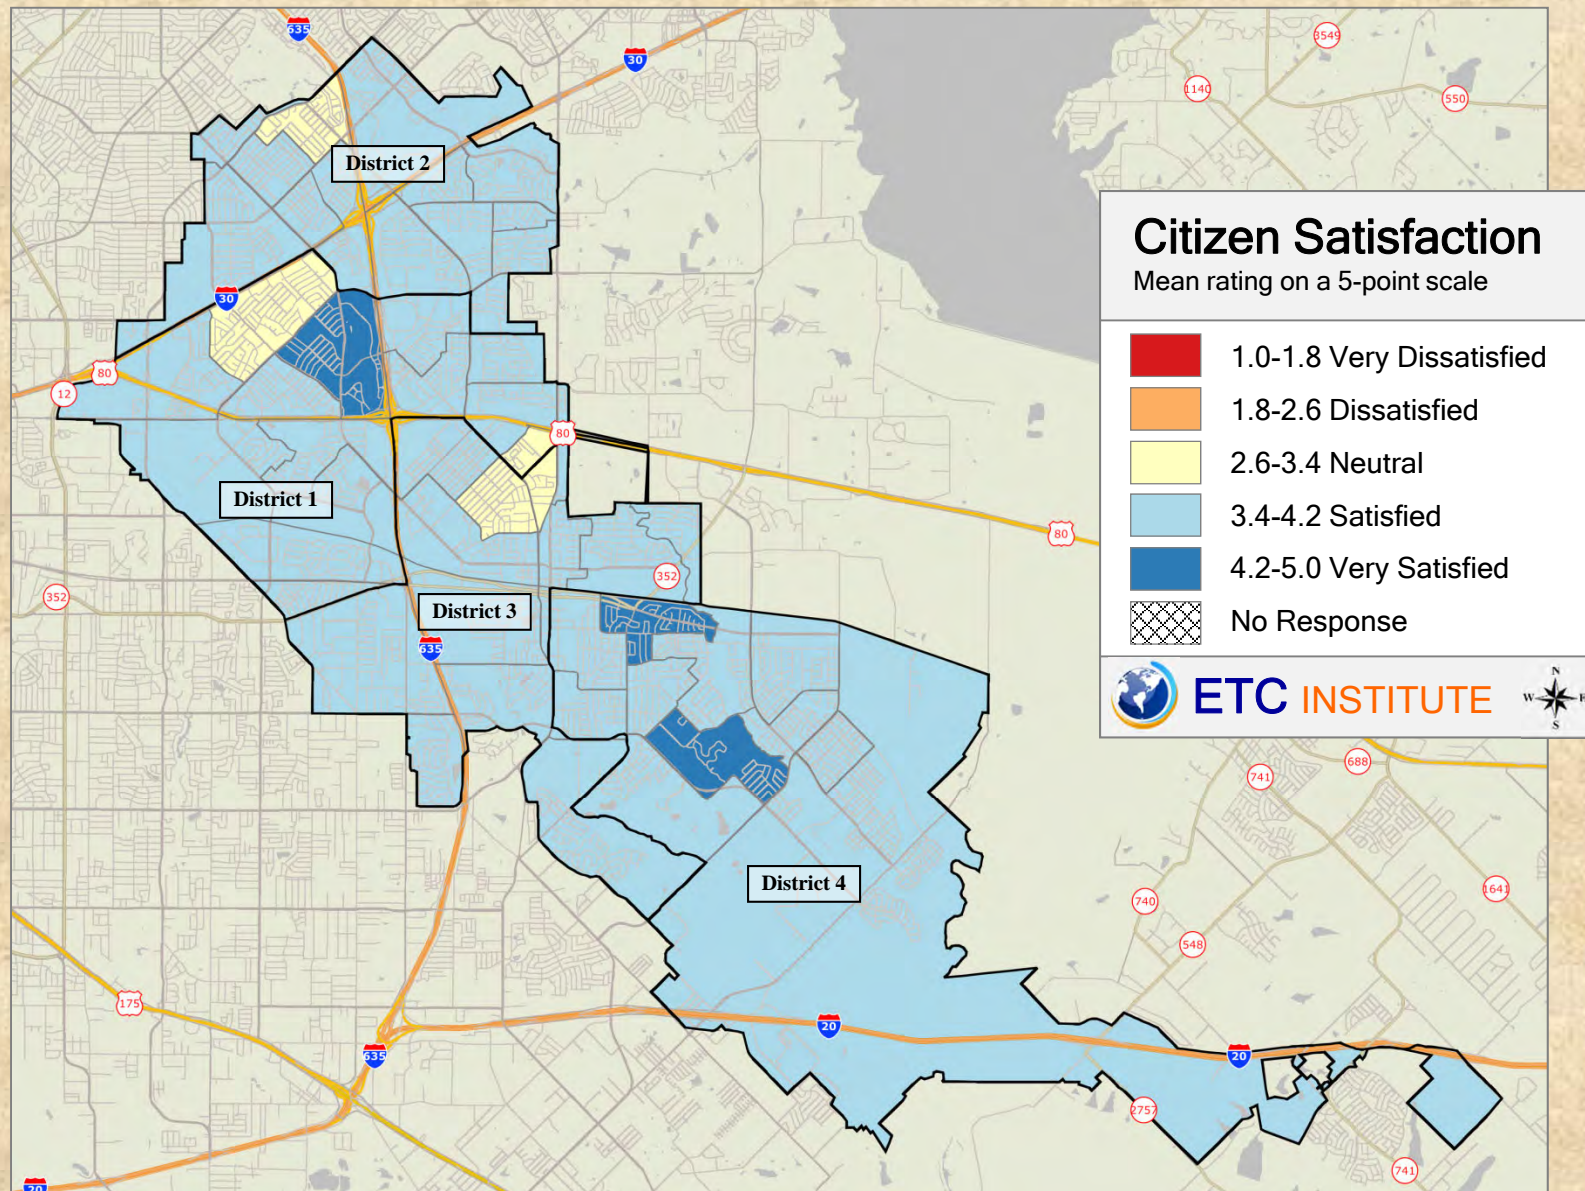 635
30
3549
1140
550
District 2
Citizen Satisfaction
Mean rating on a 5-point scale
30
1.0-1.8 Very Dissatisfied
80
12
1.8-2.6 Dissatisfied
80
2.6-3.4 Neutral
District 1
3.4-4.2 Satisfied
80
352
4.2-5.0 Very Satisfied
352
District 3
No Response
635
ETC INSTITUTE
N
W
E
S
688
741
District 4
1641
740
548
175
20
635
20
2757
741
20